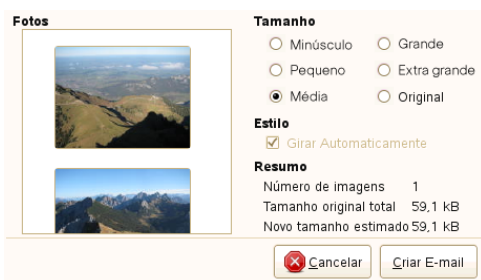 Fotos
Tamanho
Minúsculo
Grande
Pequeno
Extra grande
Média
Original
Estilo
Girar Automaticamente
Resumo
Número de imagens 1
Tamanho original total 59,1 kB
Novo tamanho estimado 59,1 kB
Cancelar
Criar E-mail